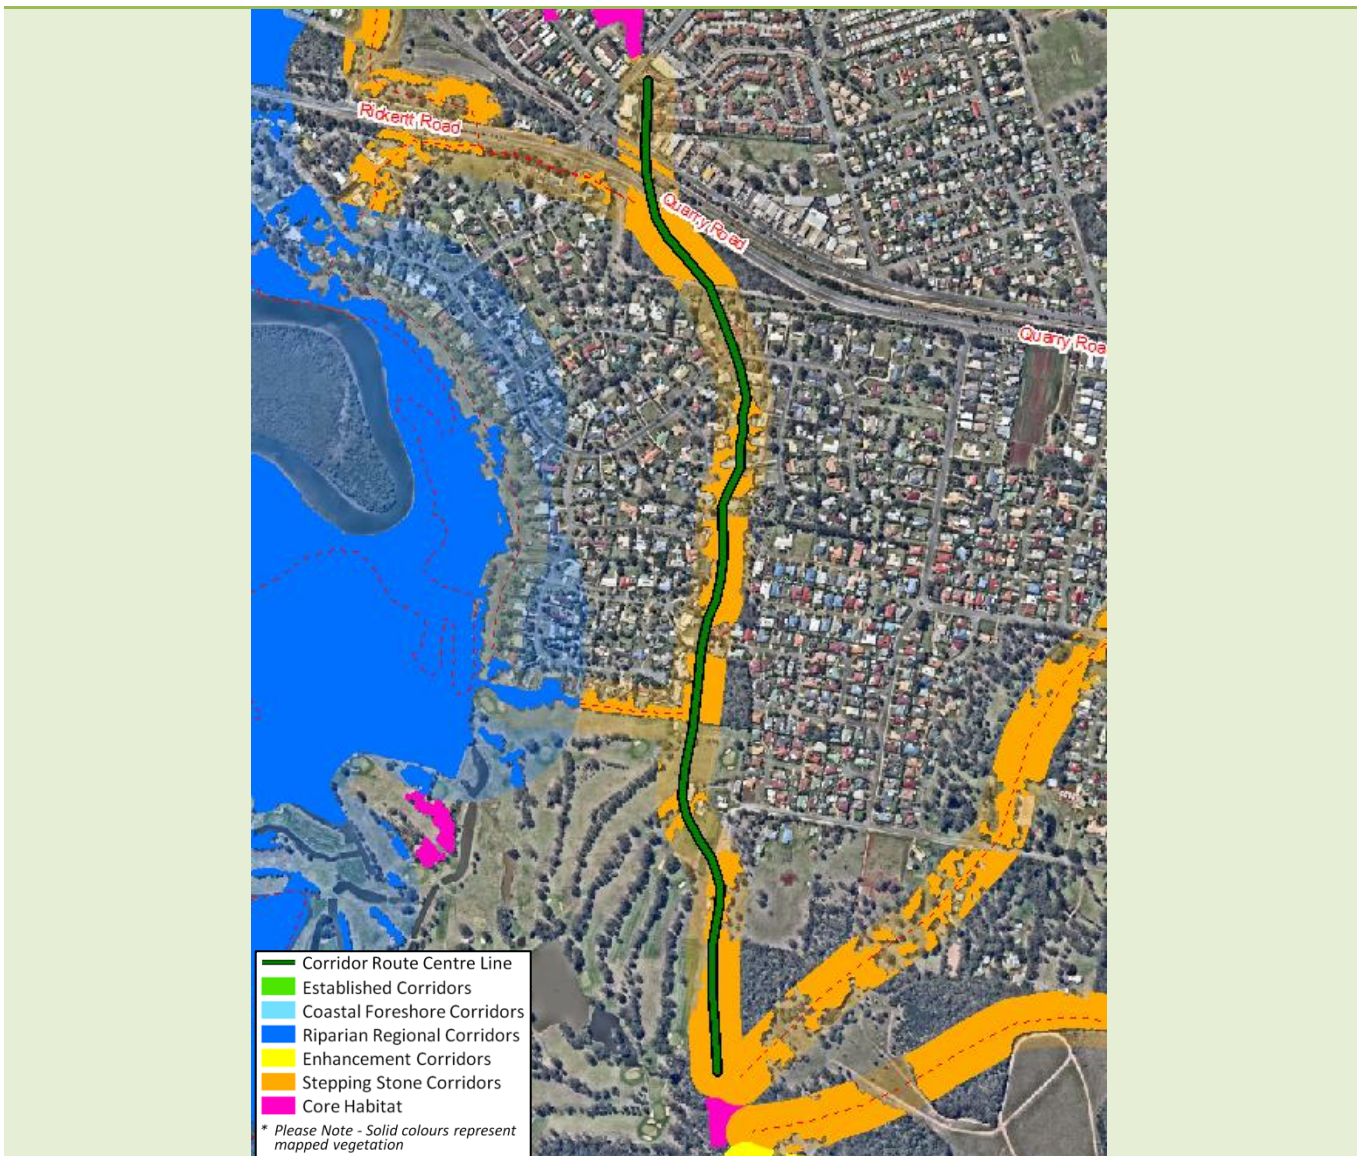 Rickertt Road
Quarry Road
Quarry Roa
Corridor Route Centre Line
Established Corridors
Coastal Foreshore Corridors
Riparian Regional Corridors
Enhancement Corridors
Stepping Stone Corridors
Core Habitat
* Please Note - Solid colours represent
mapped vegetation